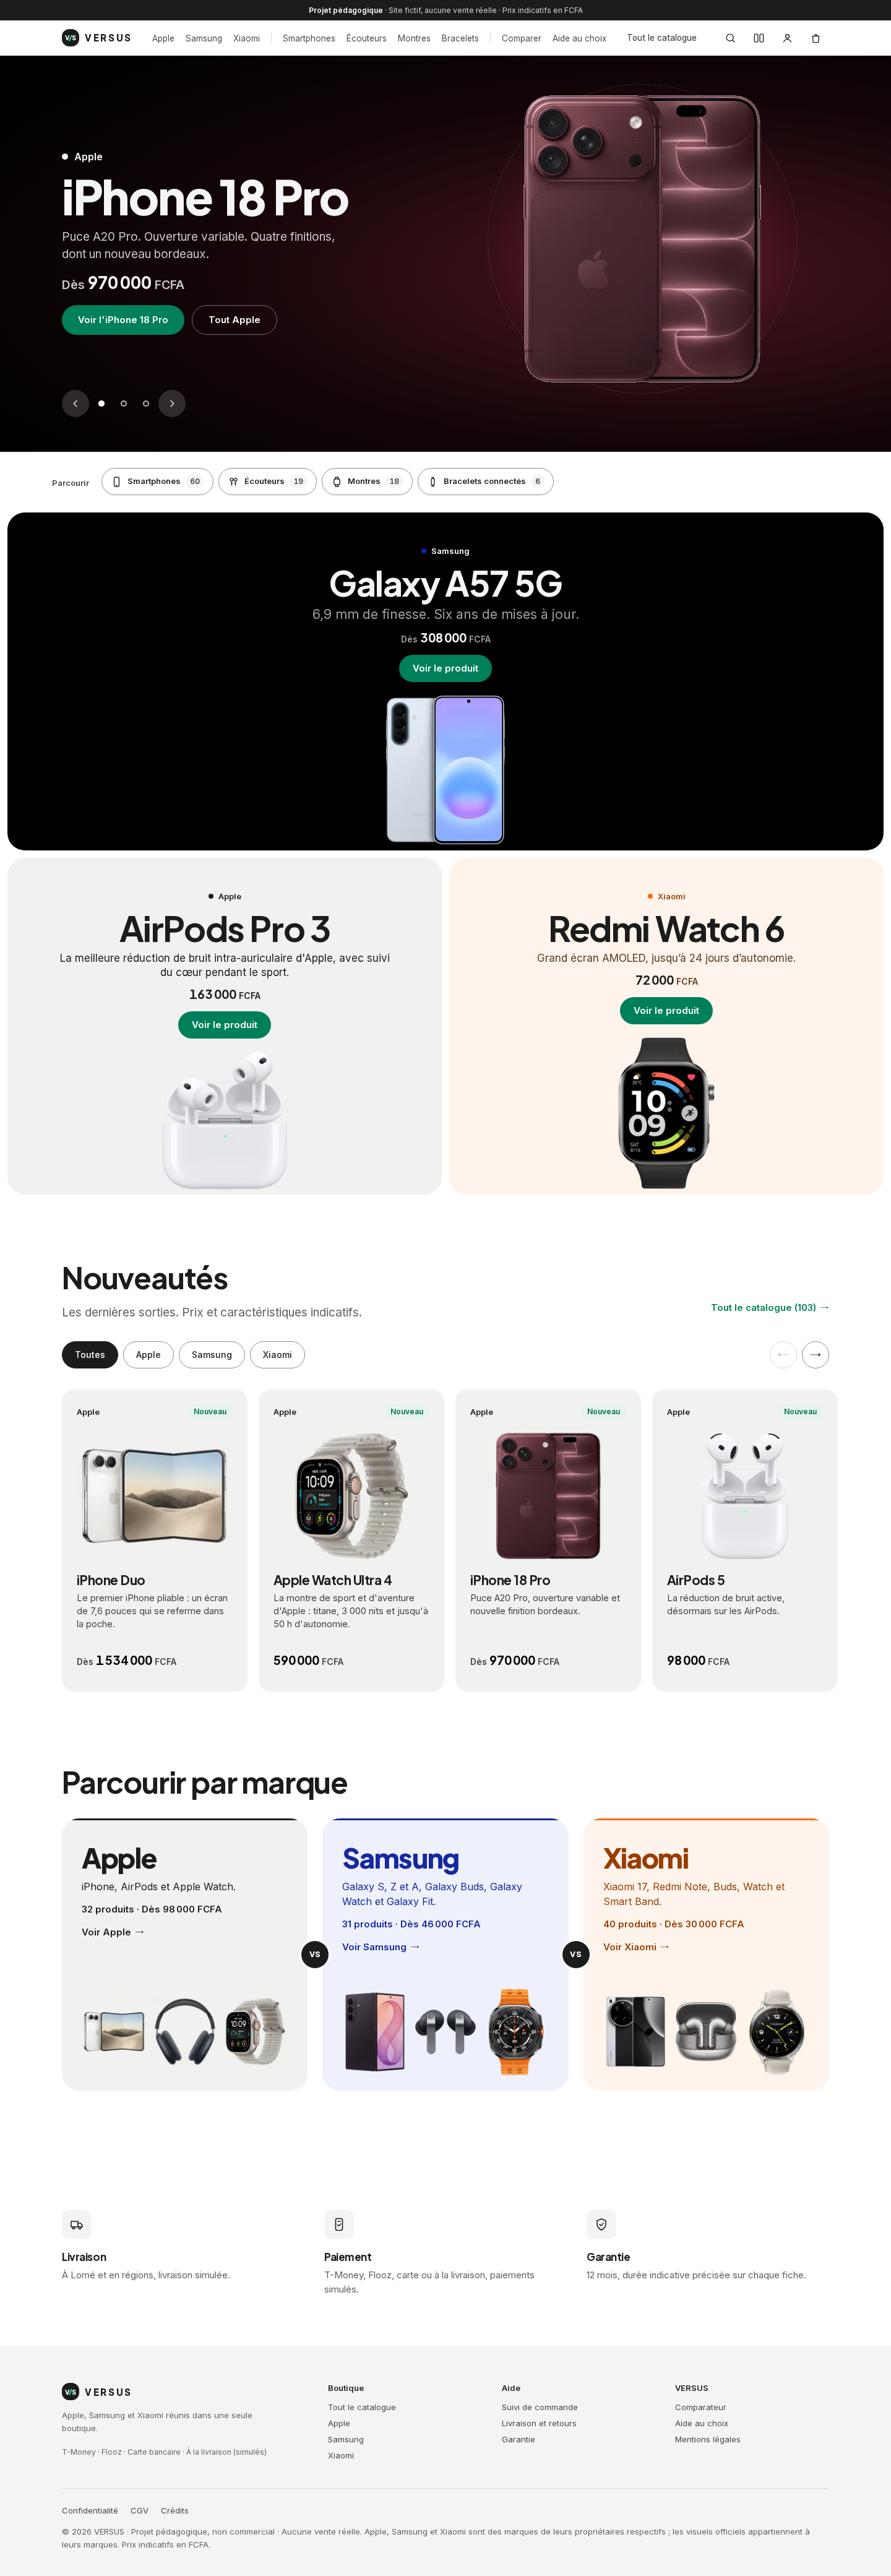 Projet pédagogique · Site fictif, aucune vente réelle · Prix indicatifs en FCFA
V/S VERSUS Apple Samsung Xiaomi Smartphones Écouteurs Montres Bracelets Comparer Aide au choix Tout le catalogue
Apple
iPhone 18 Pro
Puce A20 Pro. Ouverture variable. Quatre finitions,
dont un nouveau bordeaux.
Dès 970 000 FCFA
Voir l'iPhone 18 Pro Tout Apple
Parcourir Smartphones 60 Écouteurs 19 Montres 18 Bracelets connectés 6
Samsung
Galaxy A57 5G
6,9 mm de finesse. Six ans de mises à jour.
Dès 308 000 FCFA
Voir le produit
Apple
AirPods Pro 3
La meilleure réduction de bruit intra-auriculaire d'Apple, avec suivi
du cœur pendant le sport.
163 000 FCFA
Voir le produit
Xiaomi
Redmi Watch 6
Grand écran AMOLED, jusqu’à 24 jours d’autonomie.
72 000 FCFA
Voir le produit
10
09
Nouveautés
Les dernières sorties. Prix et caractéristiques indicatifs.
Tout le catalogue (103) →
Toutes Apple Samsung Xiaomi
← →
Apple Nouveau
iPhone Duo
Le premier iPhone pliable : un écran
de 7,6 pouces qui se referme dans
la poche.
Dès 1 534 000 FCFA
Apple Nouveau
10:09
Apple Watch Ultra 4
La montre de sport et d'aventure
d'Apple : titane, 3 000 nits et jusqu'à
50 h d'autonomie.
590 000 FCFA
Apple Nouveau
iPhone 18 Pro
Puce A20 Pro, ouverture variable et
nouvelle finition bordeaux.
Dès 970 000 FCFA
Apple Nouveau
AirPods 5
La réduction de bruit active,
désormais sur les AirPods.
98 000 FCFA
Parcourir par marque
Apple
iPhone, AirPods et Apple Watch.
32 produits · Dès 98 000 FCFA
Voir Apple →
VS
Samsung
Galaxy S, Z et A, Galaxy Buds, Galaxy
Watch et Galaxy Fit.
31 produits · Dès 46 000 FCFA
Voir Samsung →
VS
Xiaomi
Xiaomi 17, Redmi Note, Buds, Watch et
Smart Band.
40 produits · Dès 30 000 FCFA
Voir Xiaomi →
Livraison
À Lomé et en régions, livraison simulée.
Paiement
T-Money, Flooz, carte ou à la livraison, paiements
simulés.
Garantie
12 mois, durée indicative précisée sur chaque fiche.
V/S VERSUS
Apple, Samsung et Xiaomi réunis dans une seule
boutique.
T-Money · Flooz · Carte bancaire · À la livraison (simulés)
Boutique
Tout le catalogue
Apple
Samsung
Xiaomi
Aide
Suivi de commande
Livraison et retours
Garantie
VERSUS
Comparateur
Aide au choix
Mentions légales
Confidentialité CGV Crédits
© 2026 VERSUS · Projet pédagogique, non commercial · Aucune vente réelle. Apple, Samsung et Xiaomi sont des marques de leurs propriétaires respectifs ; les visuels officiels appartiennent à
leurs marques. Prix indicatifs en FCFA.